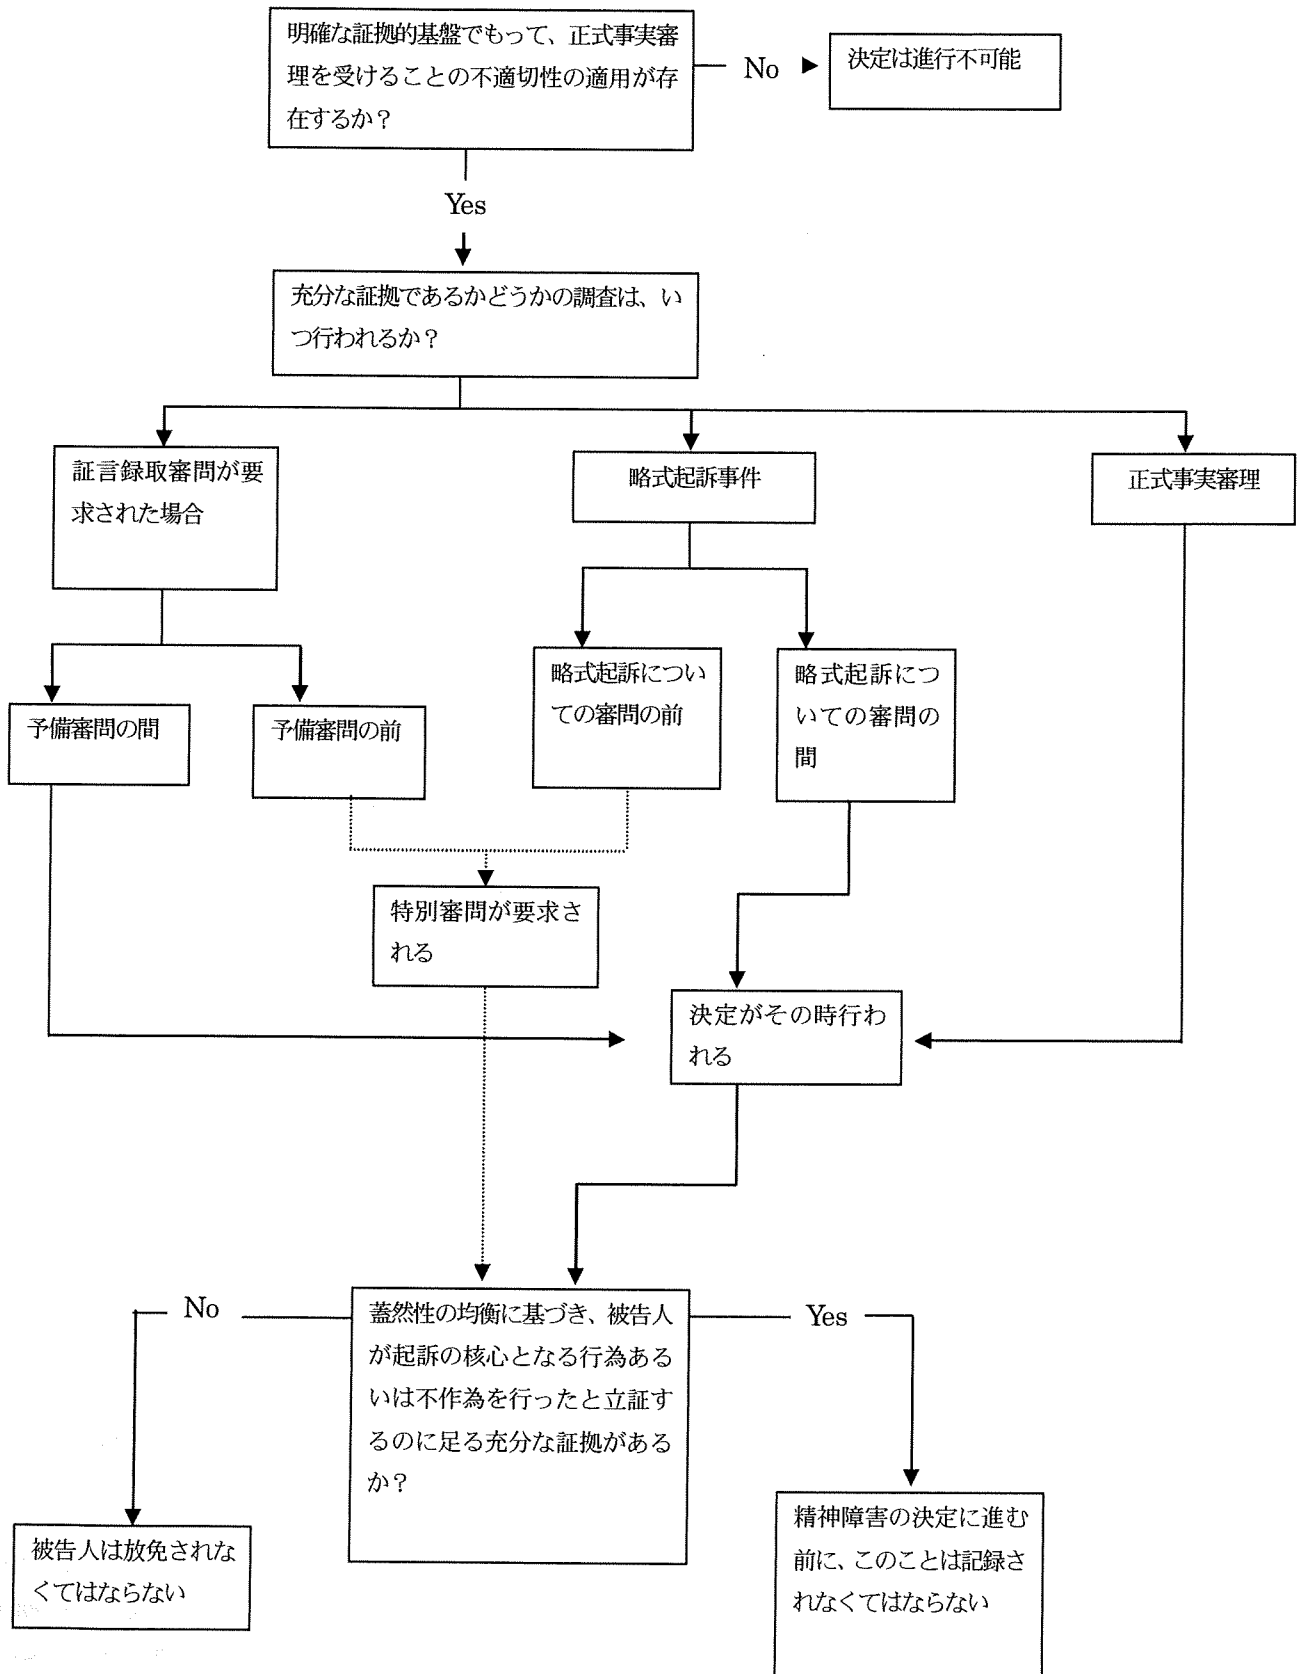 明確な証拠的基盤でもって、正式事実審
理を受けることの不適切性の適用が存
在するか？
No
決定は進行不可能
Yes
充分な証拠であるかどうかの調査は、い
つ行われるか？
証言録取審問が要
求された場合
略式起訴事件
正式事実審理
予備審問の間
予備審問の前
略式起訴につい
ての審問の前
略式起訴につ
いての審問の
間
特別審問が要求さ
れる
決定がその時行わ
れる
No
蓋然性の均衡に基づき、被告人
が起訴の核心となる行為ある
いは不作為を行ったと立証す
るのに足る充分な証拠がある
か？
Yes
被告人は放免されな
くてはならない
精神障害の決定に進む
前に、このことは記録さ
れなくてはならない